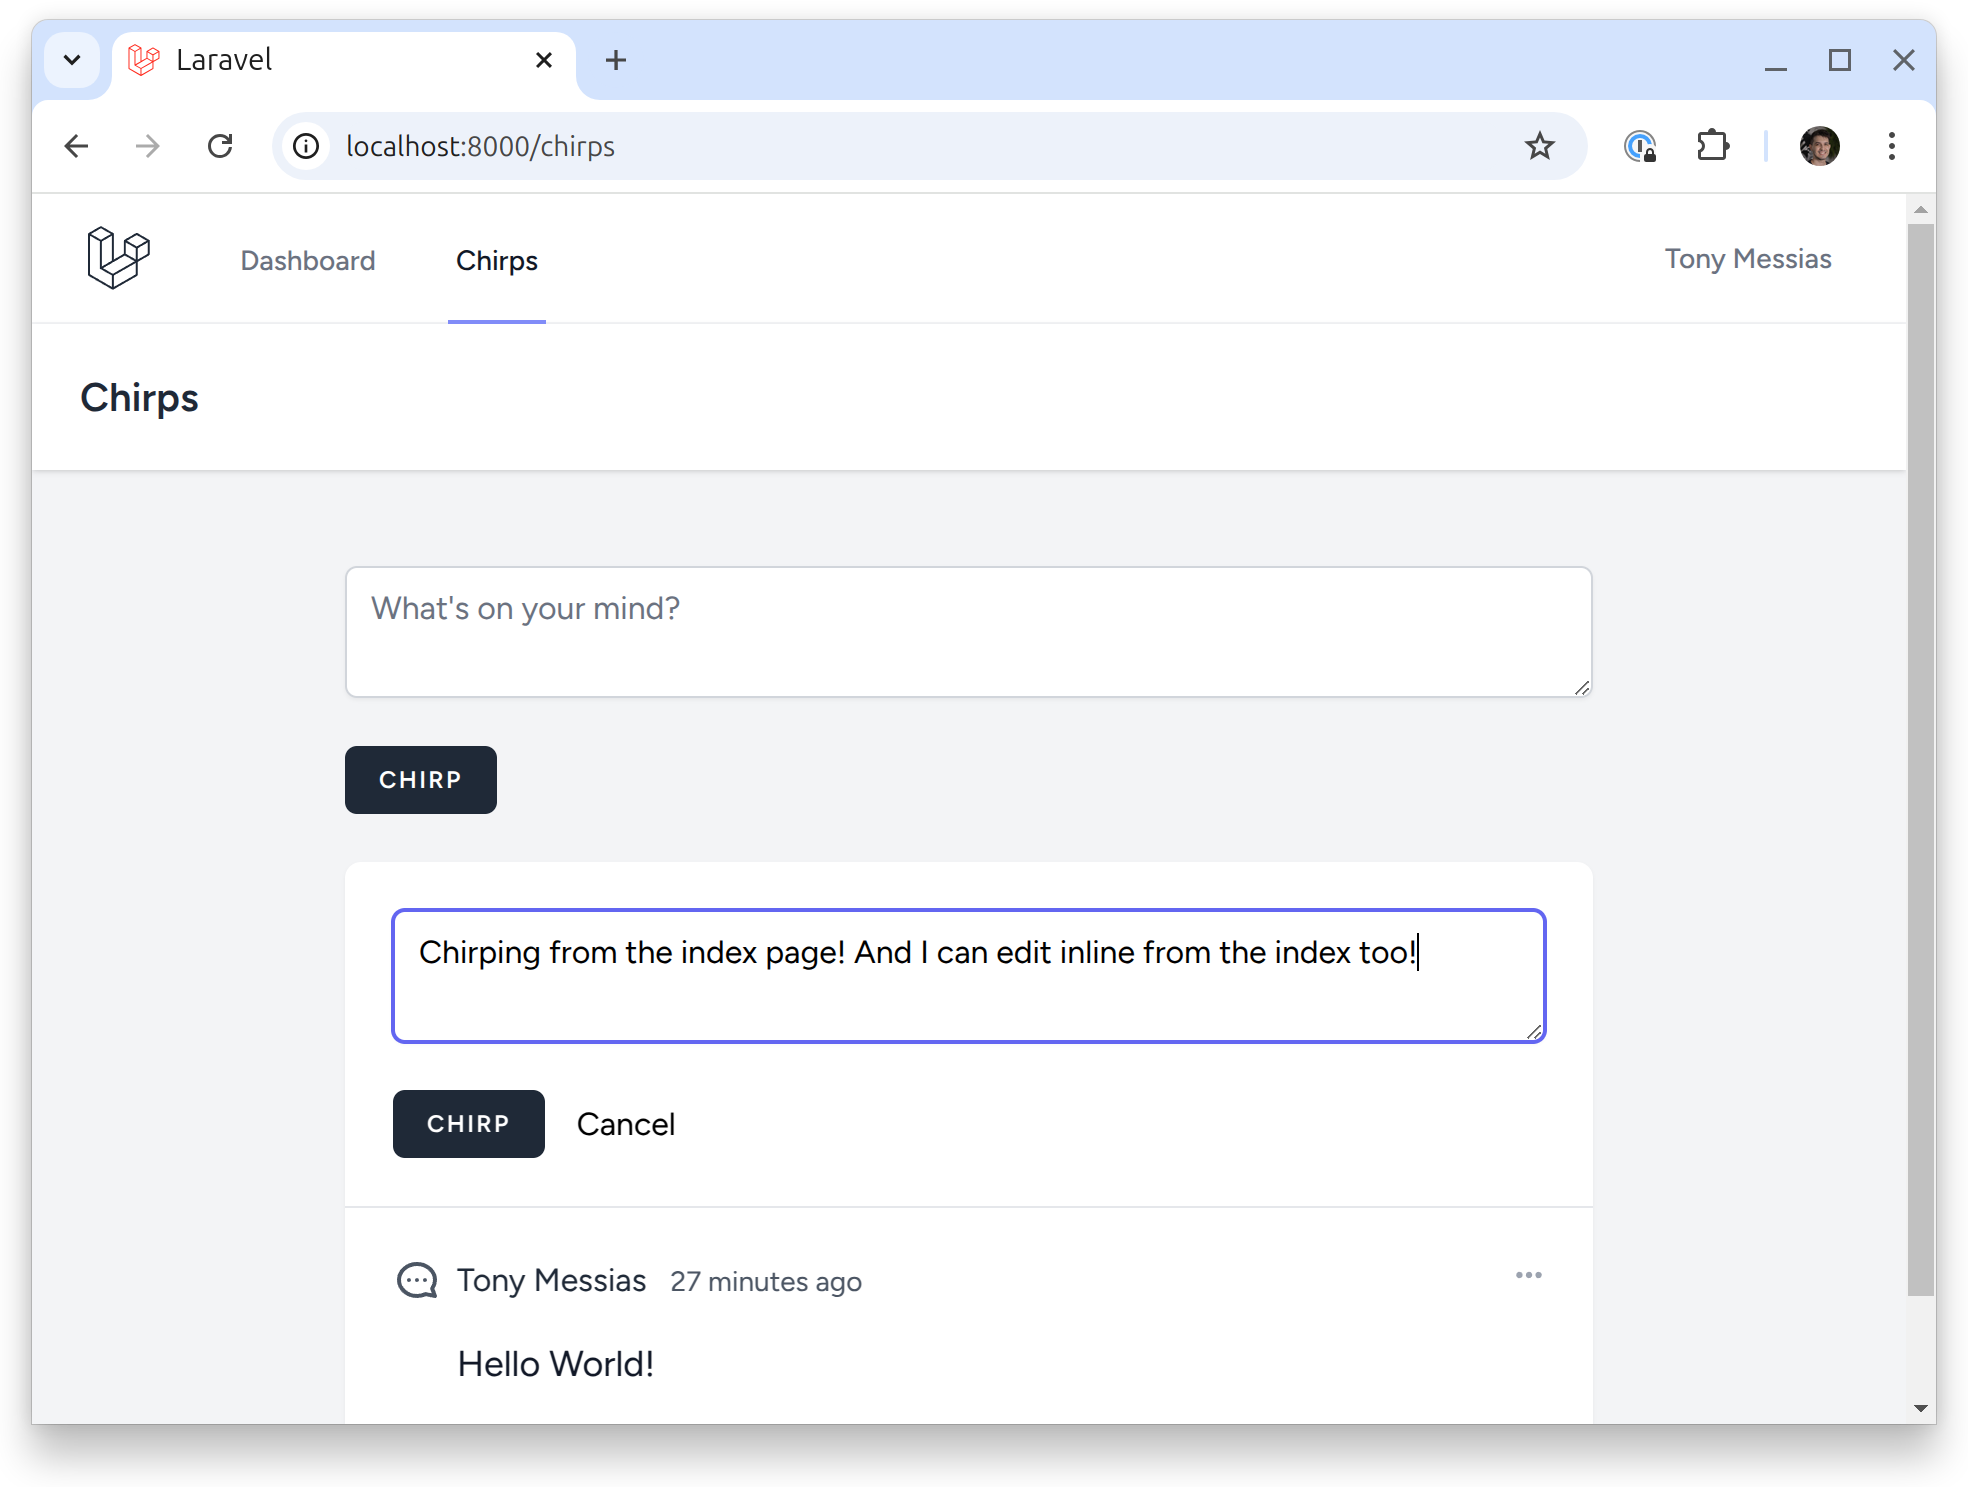 Laravel
localhost:8000/chirps
Dashboard
Chirps
Tony Messias
Chirps
What's on your mind?
CHIRP
Chirping from the index page! And I can edit inline from the index too!
CHIRP
Cancel
Tony Messias 27 minutes ago
Hello World!